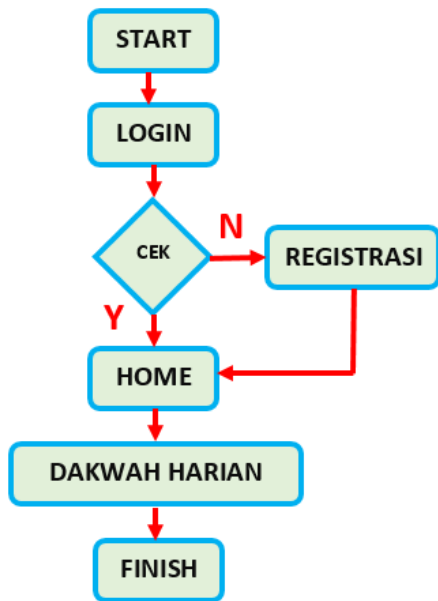 START
LOGIN
CEK
N
REGISTRASI
Y
HOME
DAKWAH HARIAN
FINISH